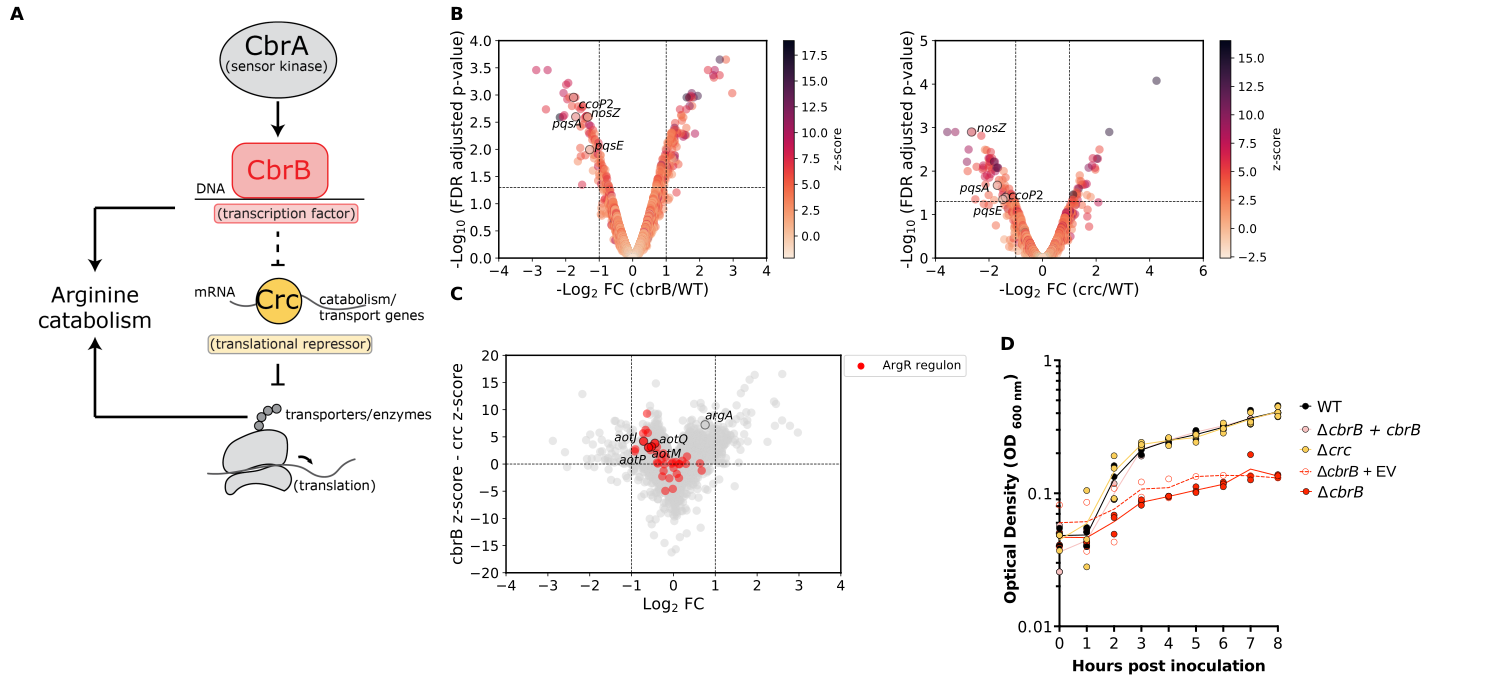 A
CbrA
(sensor kinase)
CbrB
DNA
(transcription factor)
Arginine
catabolism
mRNA
Crc
catabolism/
transport genes
(translational repressor)
transporters/enzymes
(translation)
B
-Log10 (FDR adjusted p-value)
4.0
3.5
3.0
2.5
2.0
1.5
1.0
0.5
0.0
−4 −3 −2 −1 0 1 2 3 4
-Log2 FC (cbrB/WT)
ccoP2
nosZ
pqsA
pqsE
17.5
15.0
12.5
10.0
7.5
5.0
2.5
0.0
z-score
-Log10 (FDR adjusted p-value)
5
4
3
2
1
0
−4 −2 0 2 4 6
-Log2 FC (crc/WT)
nosZ
pqsA
ccoP2
pqsE
15.0
12.5
10.0
7.5
5.0
2.5
0.0
−2.5
z-score
C
cbrB z-score - crc z-score
20
15
10
5
0
−5
−10
−15
−20
−4 −3 −2 −1 0 1 2 3 4
Log2 FC
argA
aotJ
aotQ
aotM
aotP
ArgR regulon
D
Optical Density (OD 600 nm)
1
0.1
0.01
0 1 2 3 4 5 6 7 8
Hours post inoculation
WT
ΔcbrB + cbrB
Δcrc
ΔcbrB + EV
ΔcbrB